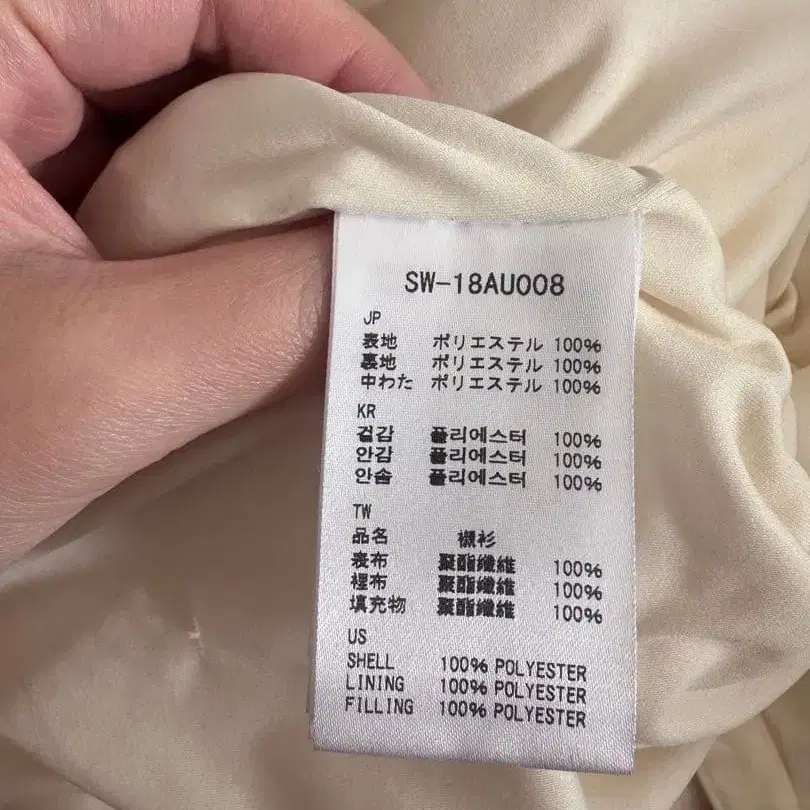 SW-18AU008
JP
表地 ポリエステル 100%
裏地 ポリエステル 100%
中わた ポリエステル 100%
KR
겉감 폴리에스터 100%
안감 폴리에스터 100%
안솜 폴리에스터 100%
TW
品名 襯衫
表布 聚酯纖維 100%
裡布 聚酯纖維 100%
填充物 聚酯纖維 100%
US
SHELL 100% POLYESTER
LINING 100% POLYESTER
FILLING 100% POLYESTER